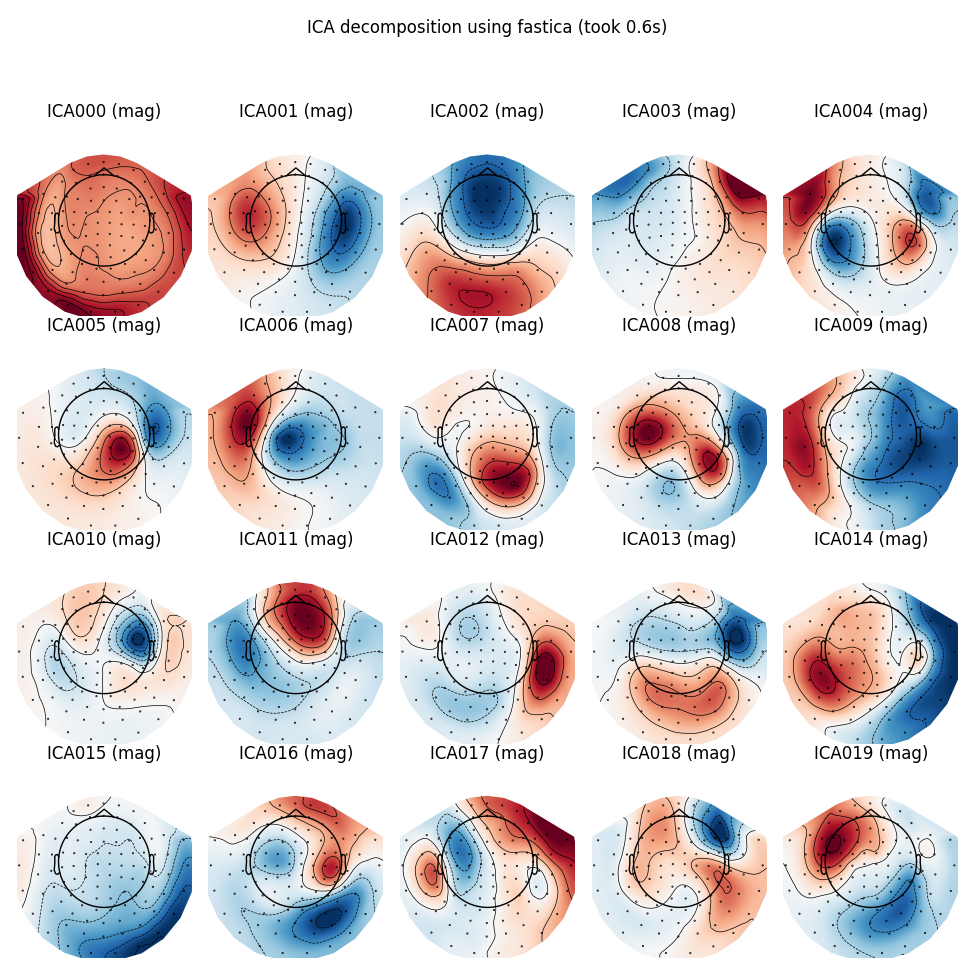 ICA decomposition using fastica (took 0.6s)
ICA000 (mag) ICA001 (mag) ICA002 (mag) ICA003 (mag) ICA004 (mag)
ICA005 (mag) ICA006 (mag) ICA007 (mag) ICA008 (mag) ICA009 (mag)
ICA010 (mag) ICA011 (mag) ICA012 (mag) ICA013 (mag) ICA014 (mag)
ICA015 (mag) ICA016 (mag) ICA017 (mag) ICA018 (mag) ICA019 (mag)